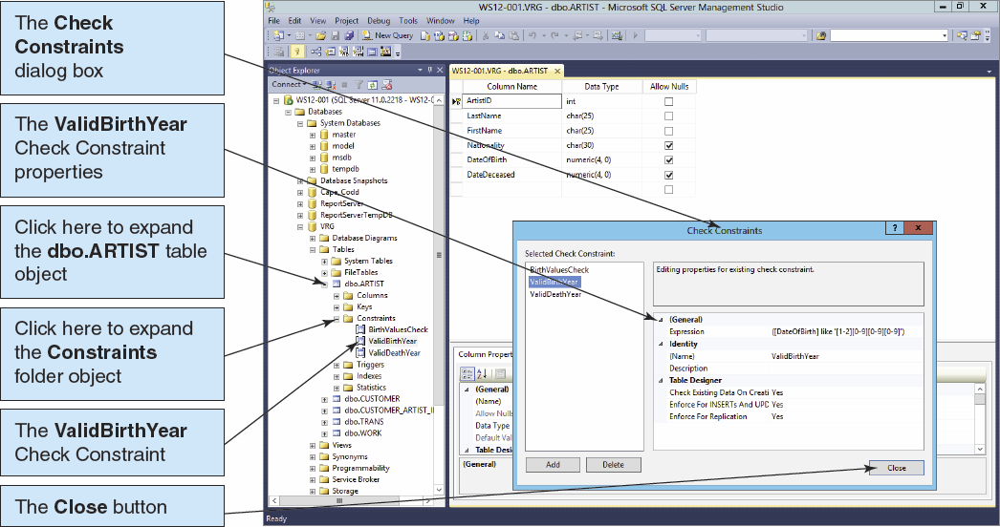 The Check
Constraints
dialog box
The ValidBirthYear
Check Constraint
properties
Click here to expand
the dbo.ARTIST table
object
Click here to expand
the Constraints
folder object
The ValidBirthYear
Check Constraint
The Close button
WS12-001.VRG - dbo.ARTIST - Microsoft SQL Server Management Studio
File Edit View Project Debug Tools Window Help
New Query
Object Explorer
Connect
WS12-001 (SQL Server 11.0.2218 - WS12-0
Databases
System Databases
master
model
msdb
tempdb
Database Snapshots
Cape_Codd
ReportServer
ReportServerTempDB
VRG
Database Diagrams
Tables
System Tables
FileTables
dbo.ARTIST
Columns
Keys
Constraints
BirthValuesCheck
ValidBirthYear
ValidDeathYear
Triggers
Indexes
Statistics
dbo.CUSTOMER
dbo.CUSTOMER_ARTIST_I
dbo.TRANS
dbo.WORK
Views
Synonyms
Programmability
Service Broker
Storage
WS12-001.VRG - dbo.ARTIST
Column Name Data Type Allow Nulls
ArtistID int
LastName char(25)
FirstName char(25)
Nationality char(30)
DateOfBirth numeric(4, 0)
DateDeceased numeric(4, 0)
Column Propert
(General)
(Name)
Allow Nulls
Data Type
Default Val
Table Desig
(General)
Check Constraints
?
Selected Check Constraint:
BirthValuesCheck
ValidBirthYear
ValidDeathYear
Add Delete
Editing properties for existing check constraint.
(General)
Expression ([DateOfBirth] like '[1-2][0-9][0-9][0-9]')
Identity
(Name) ValidBirthYear
Description
Table Designer
Check Existing Data On Creati Yes
Enforce For INSERTs And UPD Yes
Enforce For Replication Yes
Close
Ready